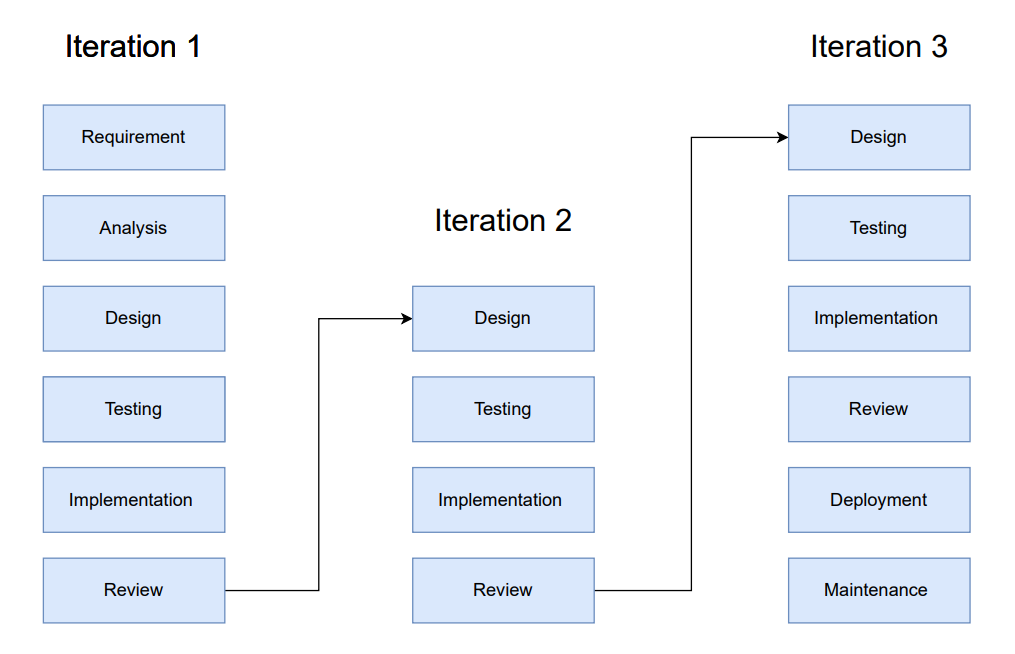 Iteration 1
Requirement
Analysis
Design
Testing
Implementation
Review
Iteration 2
Design
Testing
Implementation
Review
Iteration 3
Design
Testing
Implementation
Review
Deployment
Maintenance